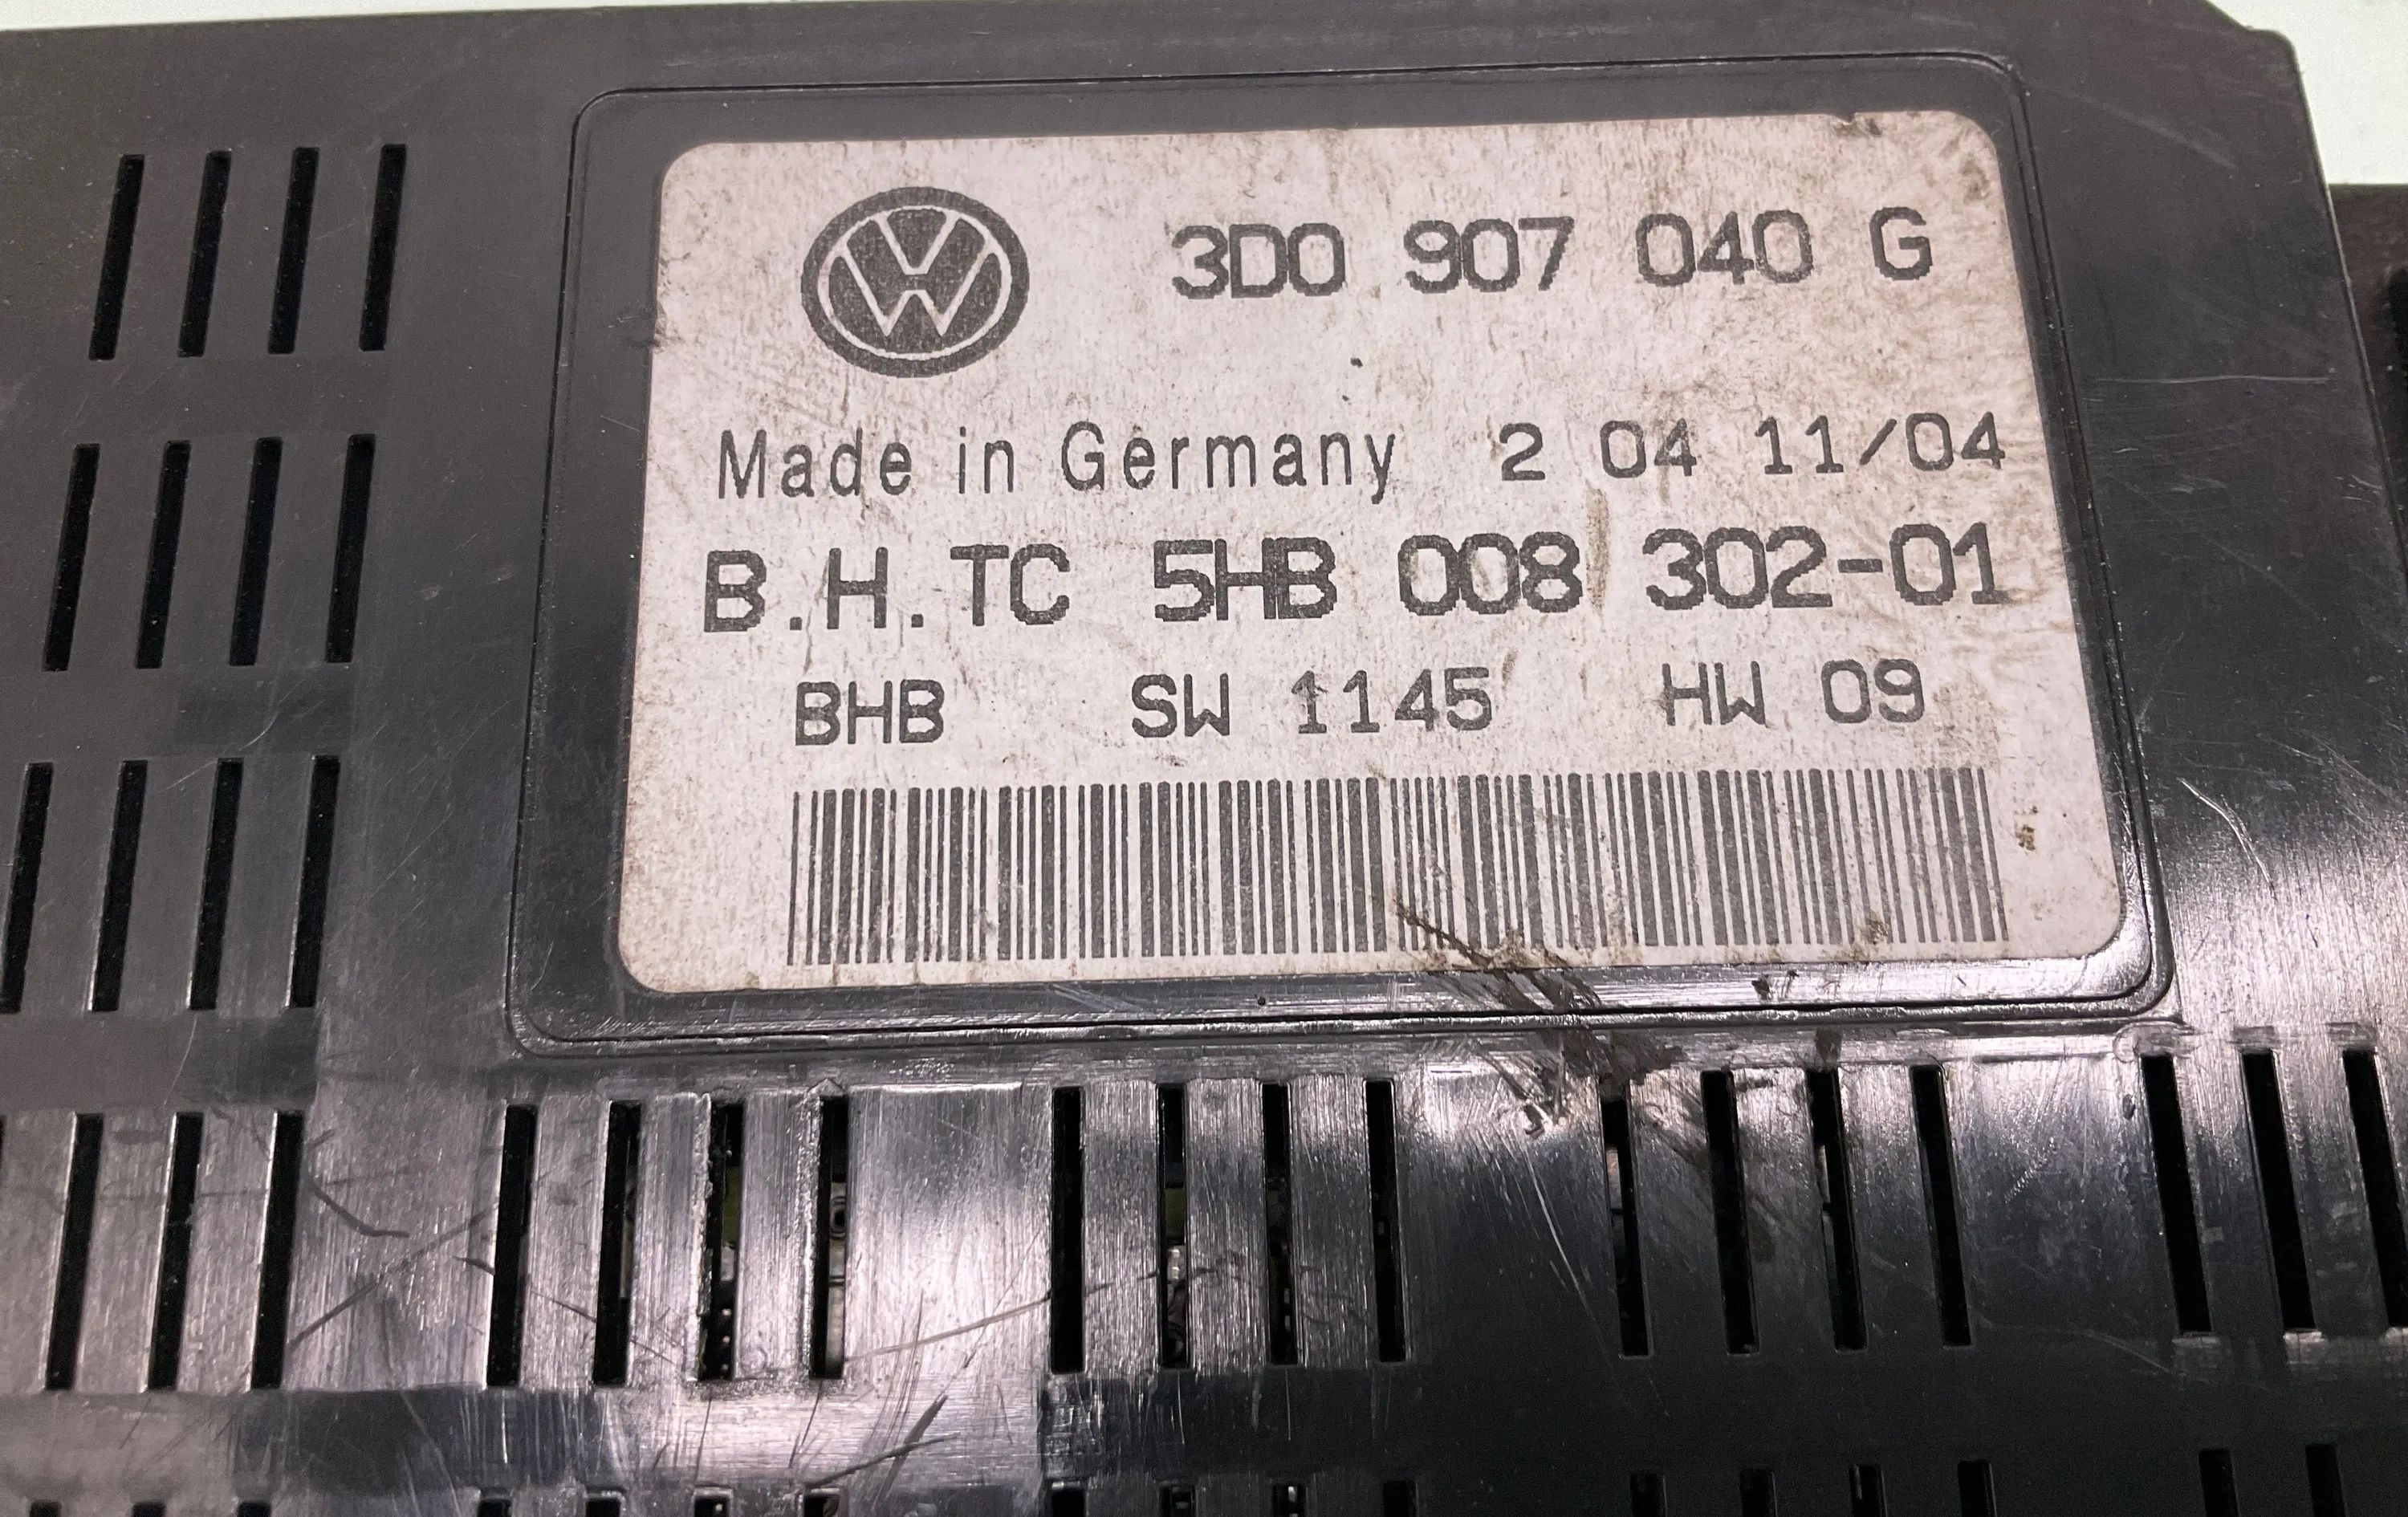 3D0 907 040 G
Made in Germany 2 04 11/04
B.H.TC 5HB 008 302-01
BHB SW 1145 HW 09